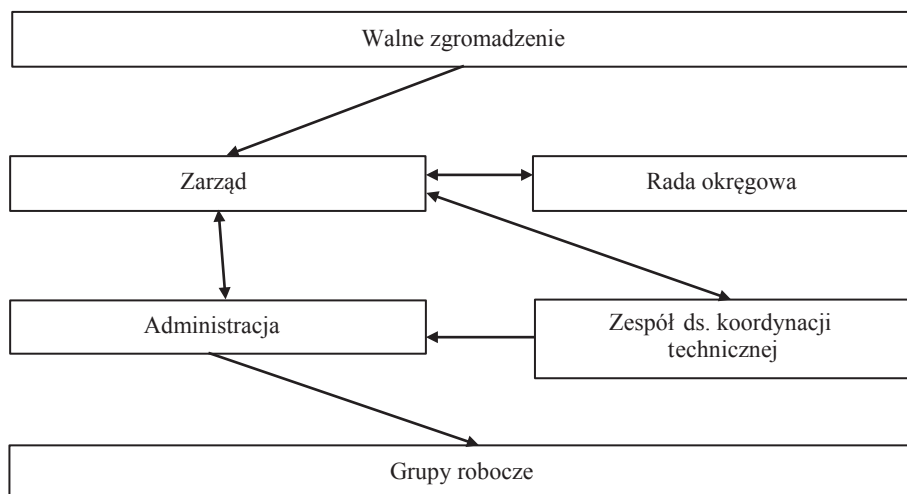 Walne zgromadzenie
Zarząd
Rada okręgowa
Administracja
Zespół ds. koordynacji
technicznej
Grupy robocze